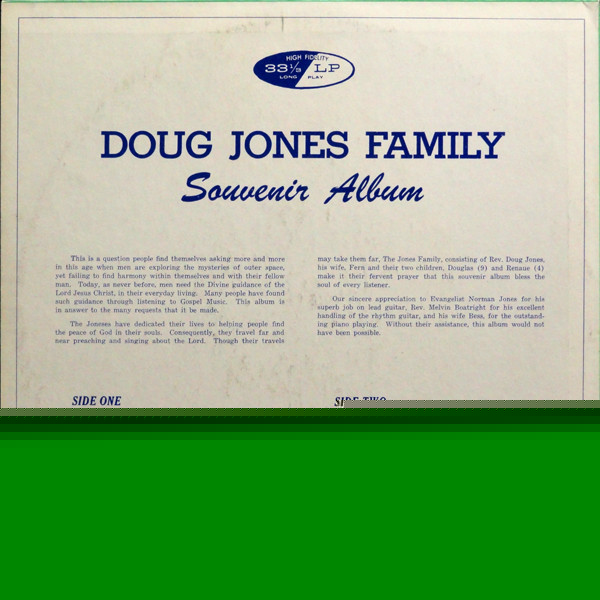 HIGH FIDELITY
33⅓ LP
LONG PLAY
DOUG JONES FAMILY
Souvenir Album
This is a question people find themselves asking more and more
in this age when men are exploring the mysteries of outer space,
yet failing to find harmony within themselves and with their fellow
man. Today, as never before, men need the Divine guidance of the
Lord Jesus Christ, in their everyday living. Many people have found
such guidance through listening to Gospel Music. This album is
in answer to the many requests that it be made.
The Joneses have dedicated their lives to helping people find
the peace of God in their souls. Consequently, they travel far and
near preaching and singing about the Lord. Though their travels
may take them far, The Jones Family, consisting of Rev. Doug Jones,
his wife, Fern and their two children, Douglas (9) and Renaue (4)
make it their fervent prayer that this souvenir album bless the
soul of every listener.
Our sincere appreciation to Evangelist Norman Jones for his
superb job on lead guitar, Rev. Melvin Boatright for his excellent
handling of the rhythm guitar, and his wife Bess, for the outstand-
ing piano playing. Without their assistance, this album would not
have been possible.
SIDE ONE
SIDE TWO